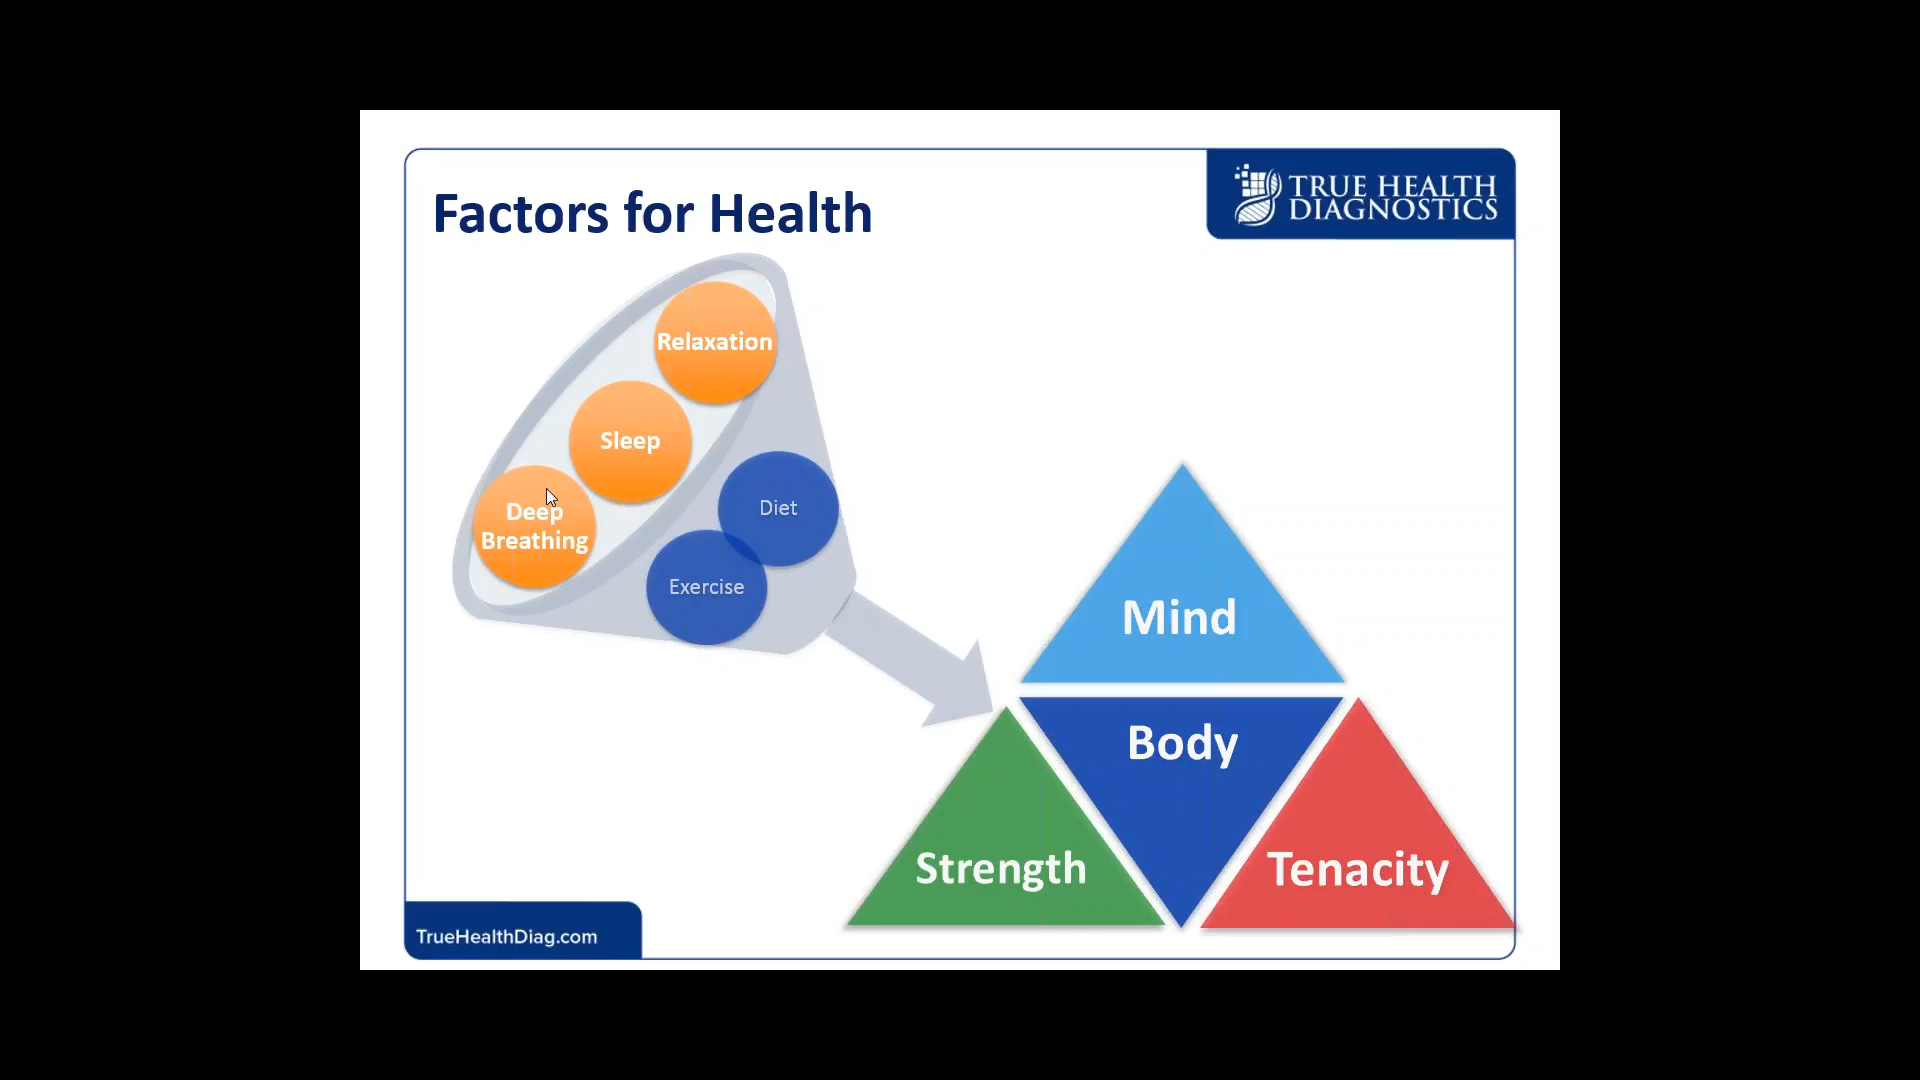 Factors for Health
TRUE HEALTH
DIAGNOSTICS
Relaxation
Sleep
Deep
Breathing
Diet
Exercise
Mind
Body
Strength
Tenacity
TrueHealthDiag.com